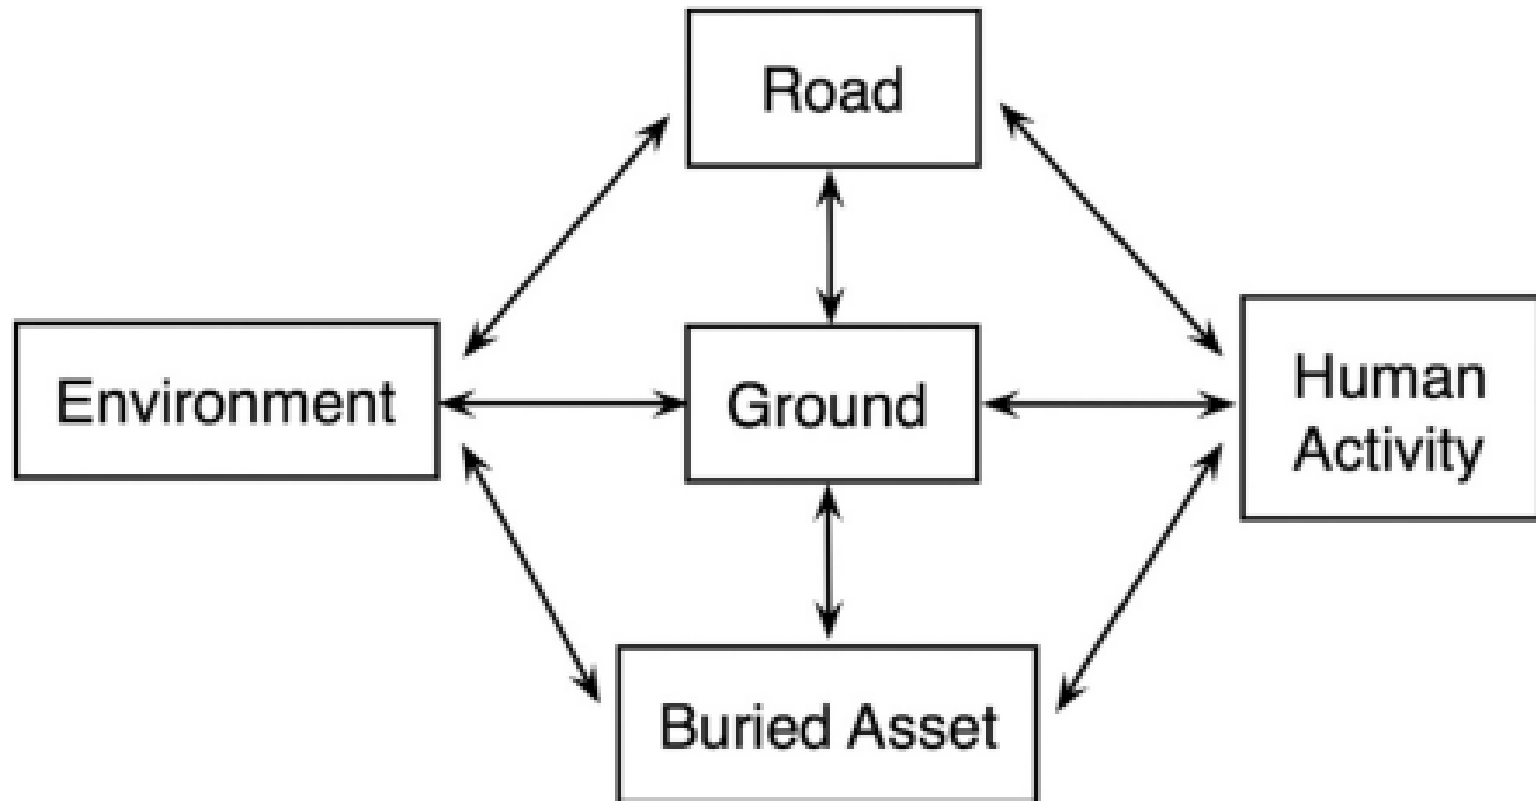 Road
Environment
Ground
Human
Activity
Buried Asset